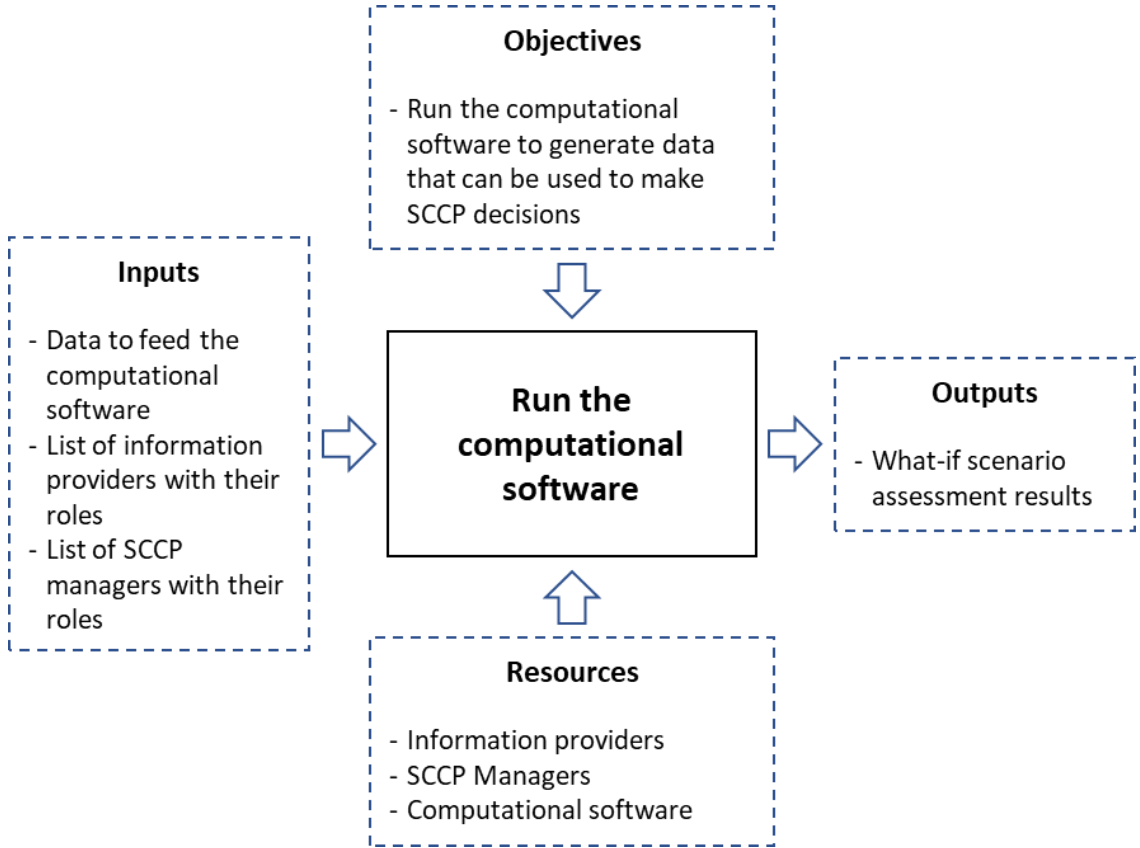 Objectives
- Run the computational
software to generate data
that can be used to make
SCCP decisions
Inputs
- Data to feed the
computational
software
- List of information
providers with their
roles
- List of SCCP
managers with their
roles
Run the
computational
software
Outputs
- What-if scenario
assessment results
Resources
- Information providers
- SCCP Managers
- Computational software